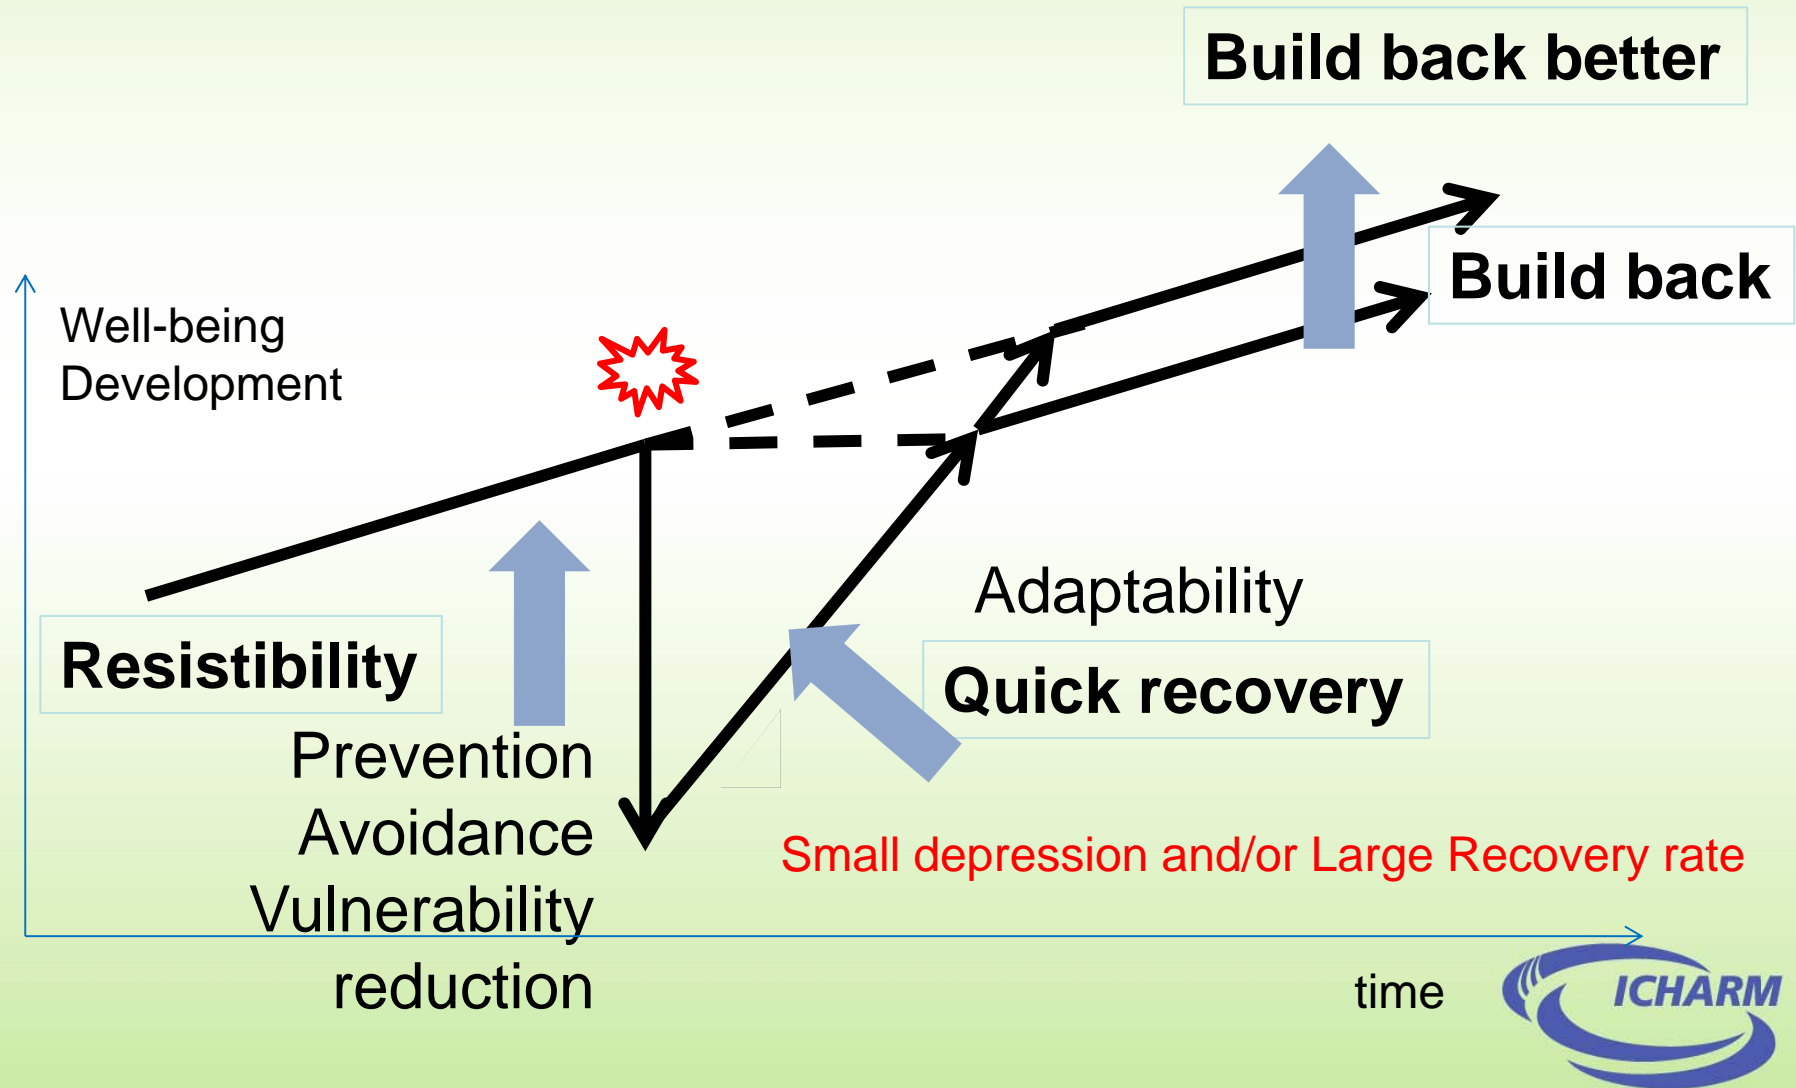 Build back better
Build back
Well-being
Development
Adaptability
Resistibility
Quick recovery
Prevention
Avoidance
Vulnerability
reduction
Small depression and/or Large Recovery rate
time
ICHARM